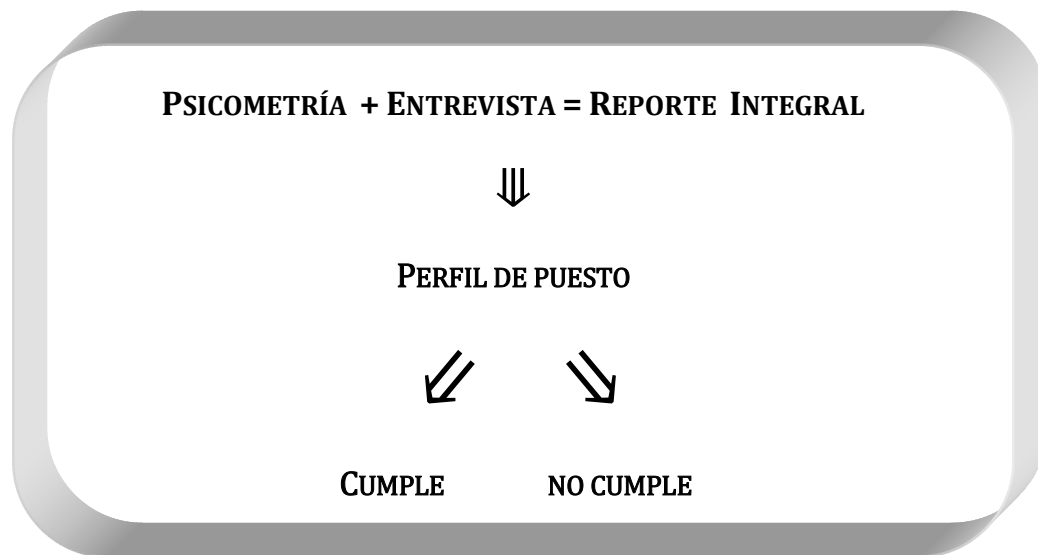 PSICOMETRÍA + ENTREVISTA = REPORTE INTEGRAL
PERFIL DE PUESTO
CUMPLE NO CUMPLE